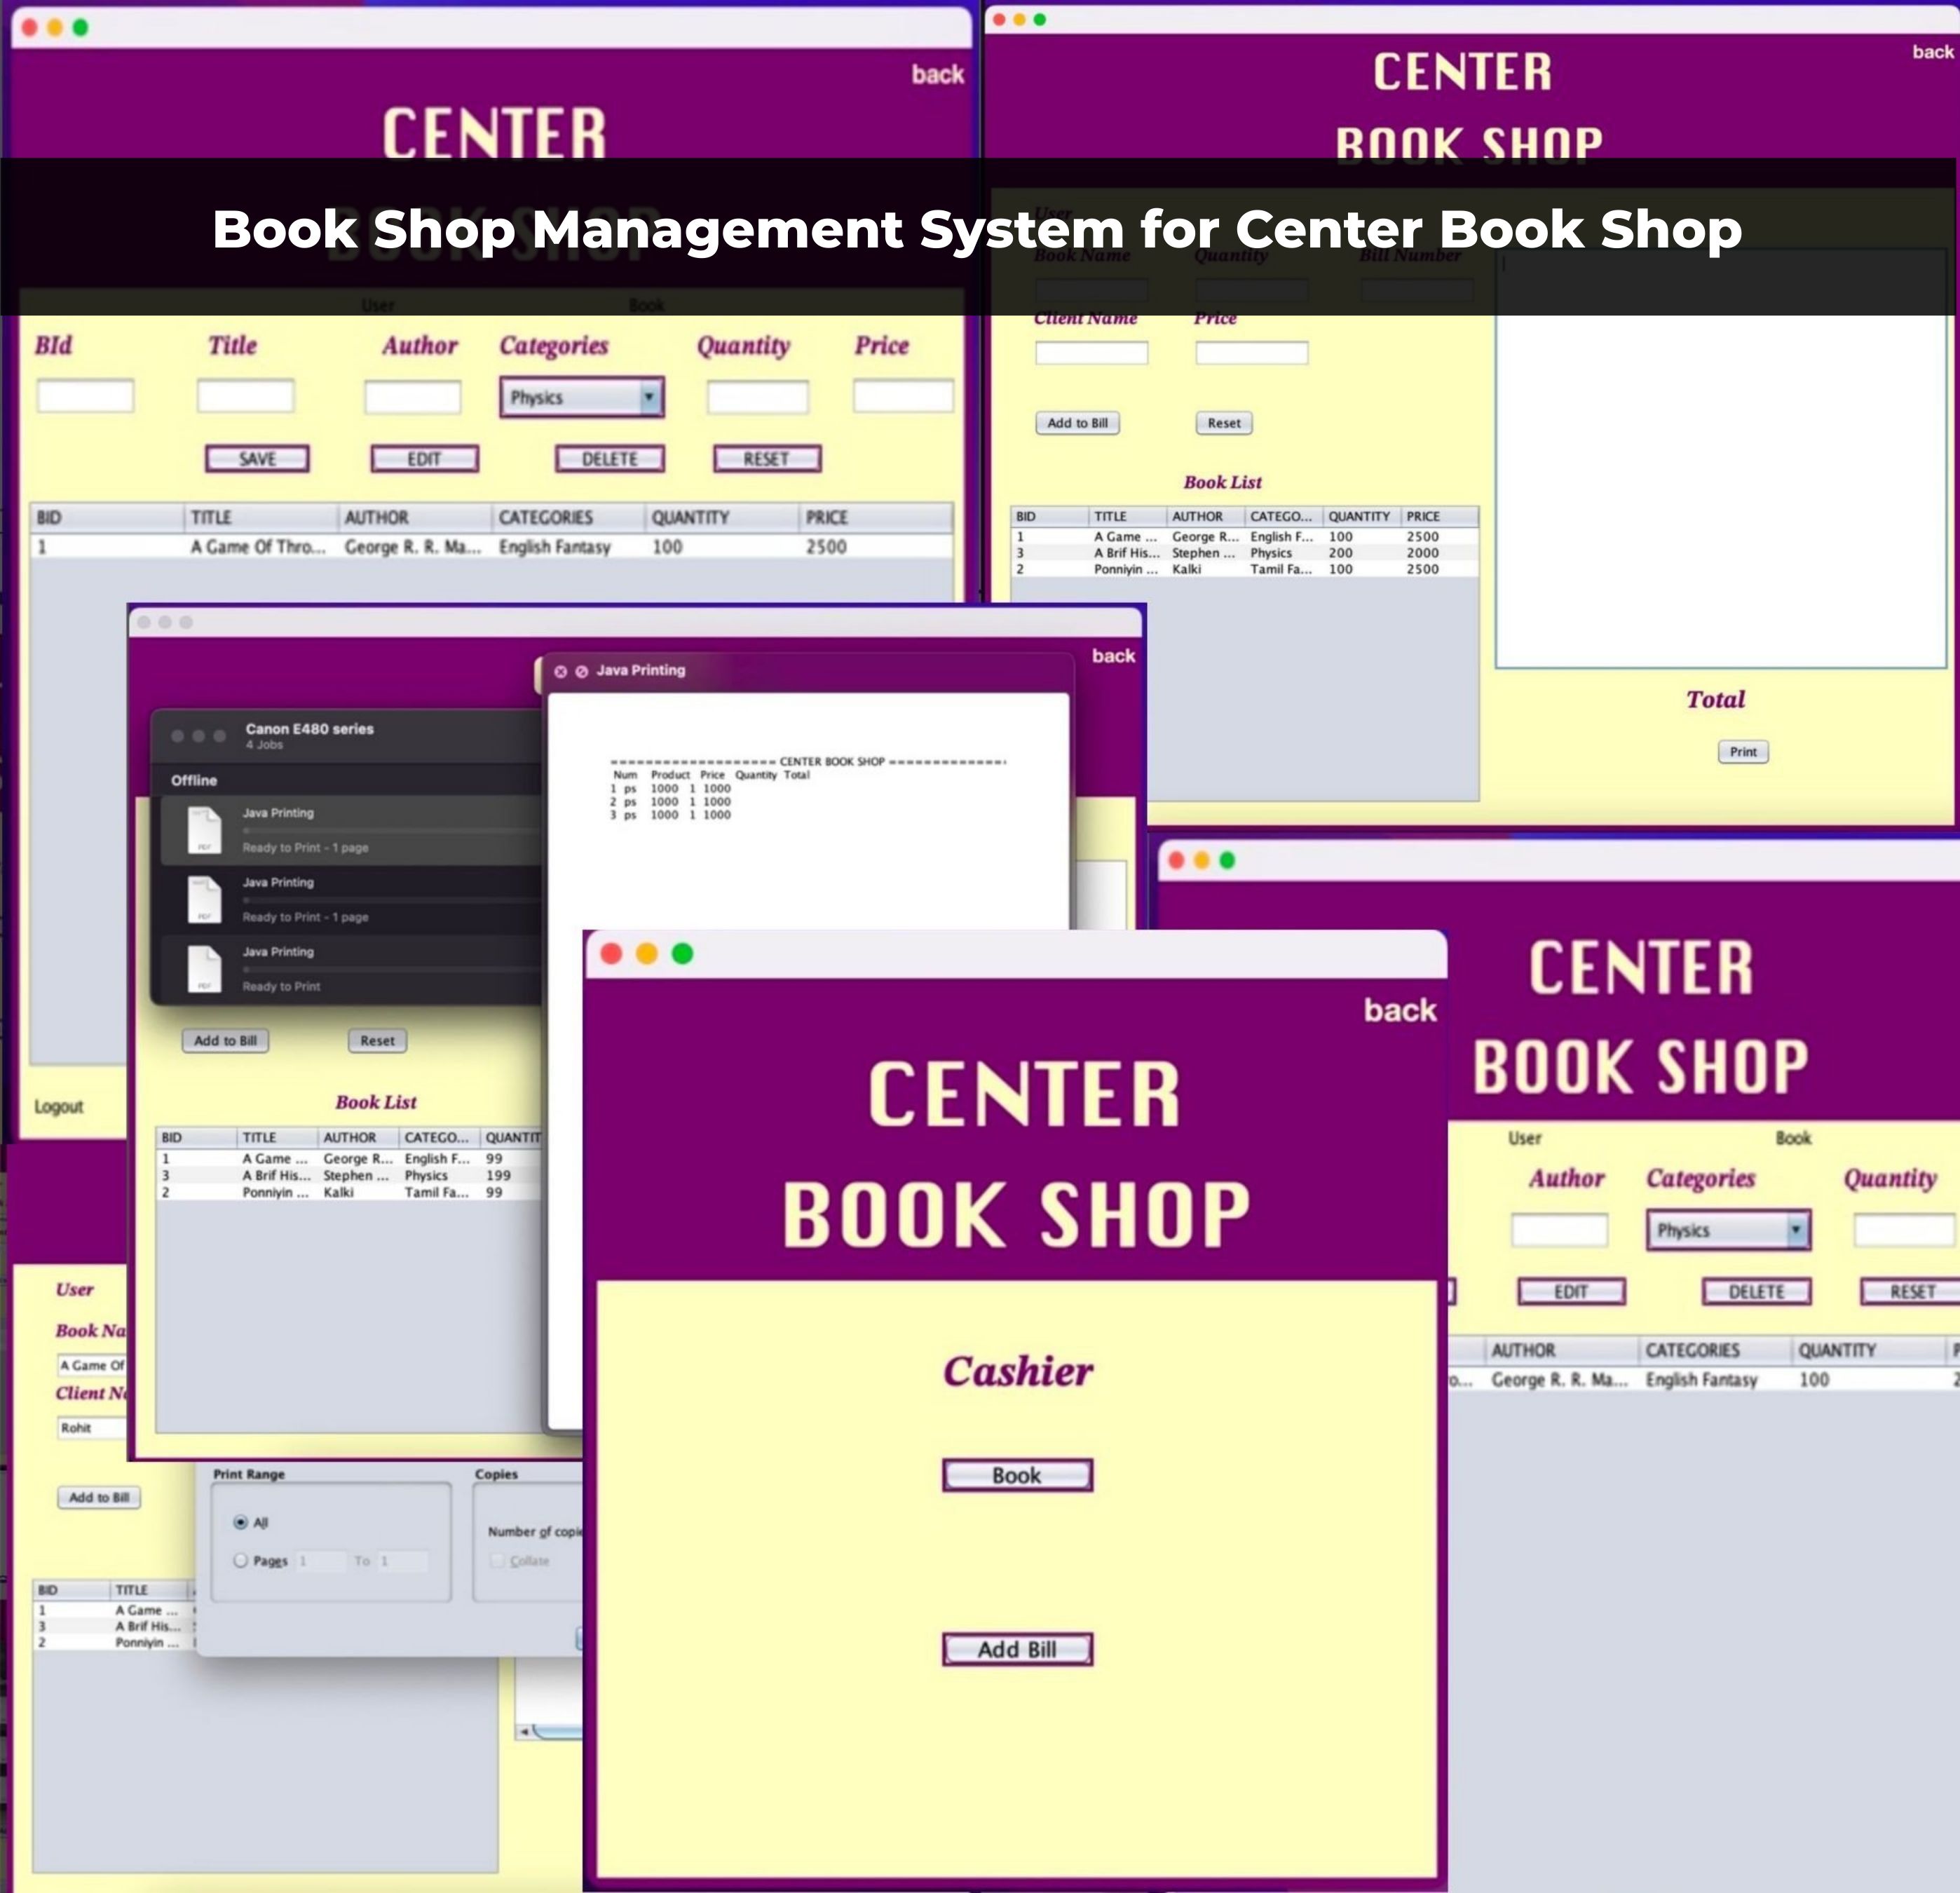 back
CENTER
back
CENTER
BOOK SHOP
Book Shop Management System for Center Book Shop
BOOK SHOP
User
Book
BId Title Author Categories Quantity Price
Physics
SAVE EDIT DELETE RESET
BID TITLE AUTHOR CATEGORIES QUANTITY PRICE
1 A Game Of Thro... George R. R. Ma... English Fantasy 100 2500
Logout
User
Book Name Quantity Bill Number
Client Name Price
Add to Bill Reset
Book List
BID TITLE AUTHOR CATEGO... QUANTITY PRICE
1 A Game ... George R... English F... 100 2500
3 A Brif His... Stephen ... Physics 200 2000
2 Ponniyin ... Kalki Tamil Fa... 100 2500
Total
Print
back
Canon E480 series
4 Jobs
Offline
Java Printing
Ready to Print - 1 page
Java Printing
Ready to Print - 1 page
Java Printing
Ready to Print
Java Printing
=================== CENTER BOOK SHOP =============
Num Product Price Quantity Total
1 ps 1000 1 1000
2 ps 1000 1 1000
3 ps 1000 1 1000
Add to Bill Reset
Book List
BID TITLE AUTHOR CATEGO... QUANTIT
1 A Game ... George R... English F... 99
3 A Brif His... Stephen ... Physics 199
2 Ponniyin ... Kalki Tamil Fa... 99
CENTER
BOOK SHOP
User Book
Author Categories Quantity
Physics
EDIT DELETE RESET
AUTHOR CATEGORIES QUANTITY P
o... George R. R. Ma... English Fantasy 100 2
back
CENTER
BOOK SHOP
Cashier
Book
Add Bill
User
Book Na
A Game Of
Client Na
Rohit
Add to Bill
Print Range Copies
All
Number of copie
Pages 1 To 1
Collate
BID TITLE
1 A Game ...
3 A Brif His...
2 Ponniyin ...